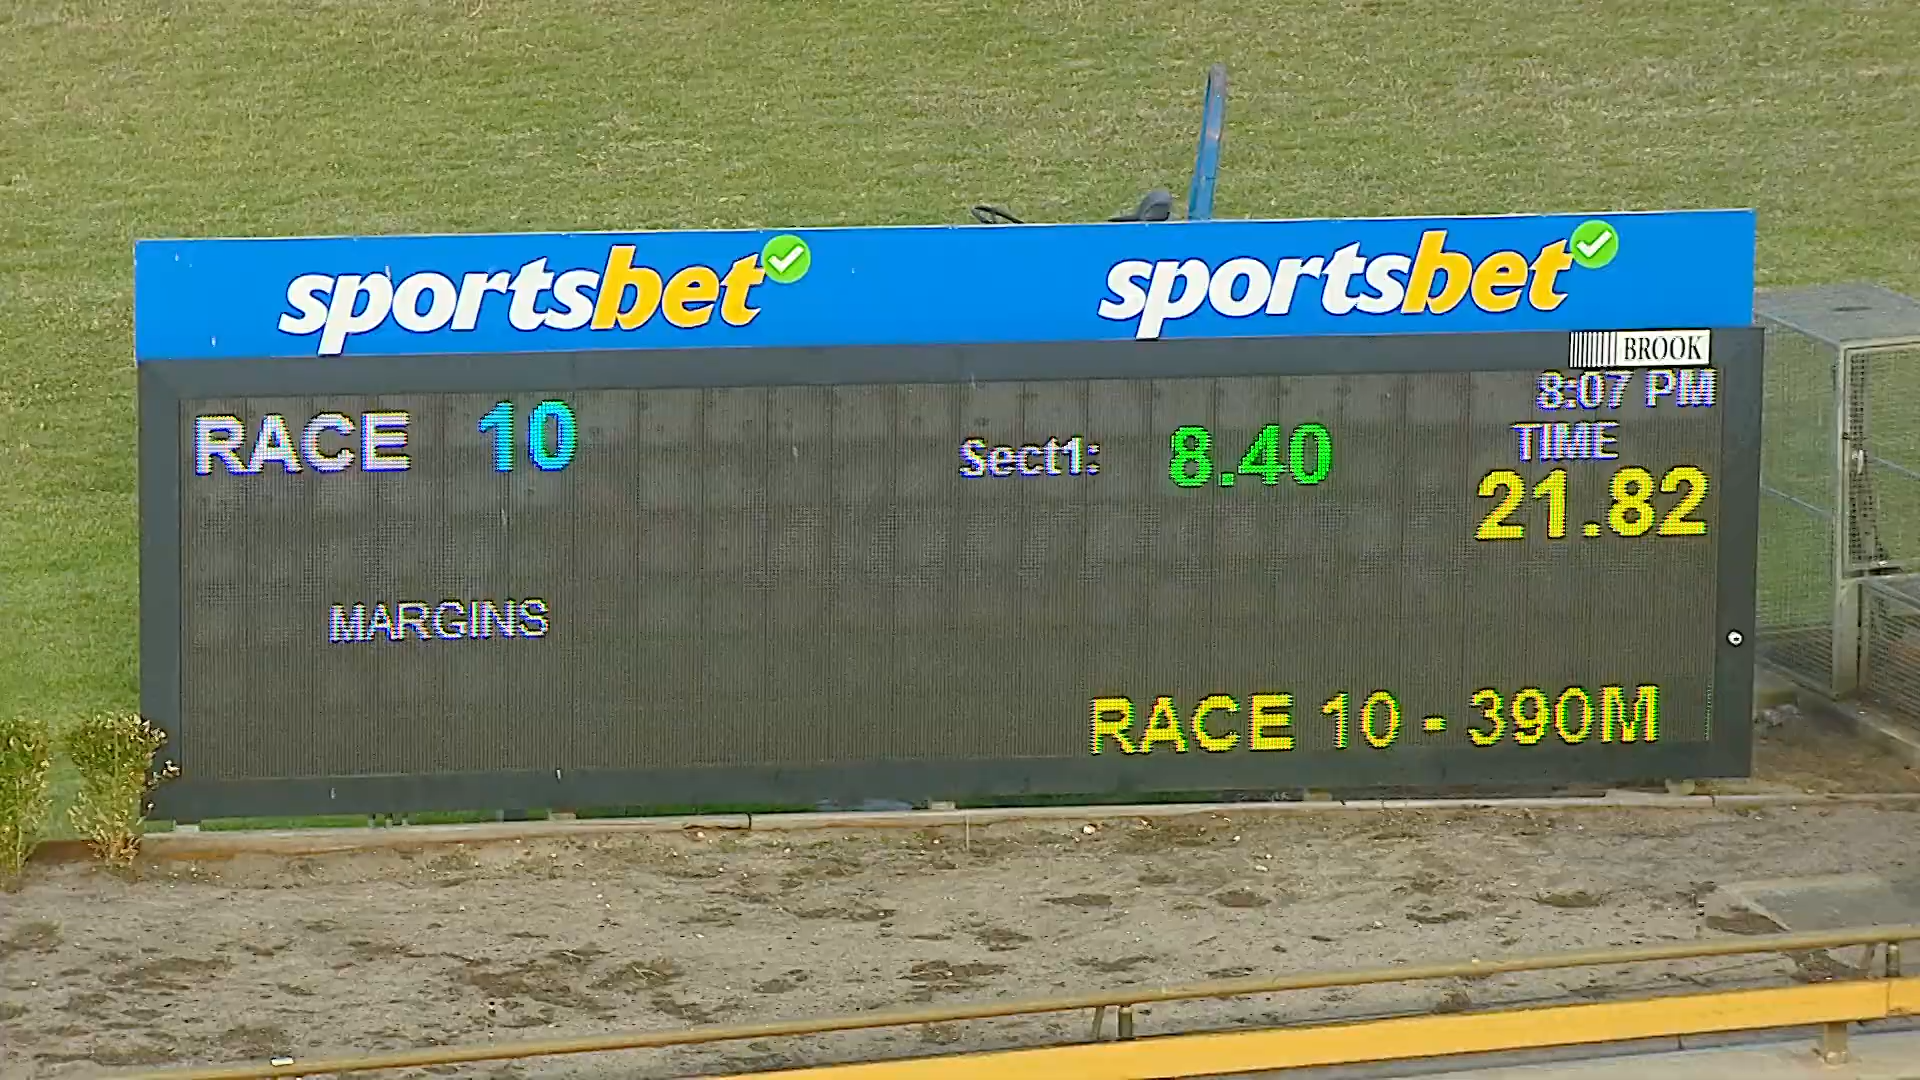 sportsbet sportsbet
BROOK
8:07 PM
RACE 10 Sect1: 8.40 TIME
21.82
MARGINS
RACE 10 - 390M